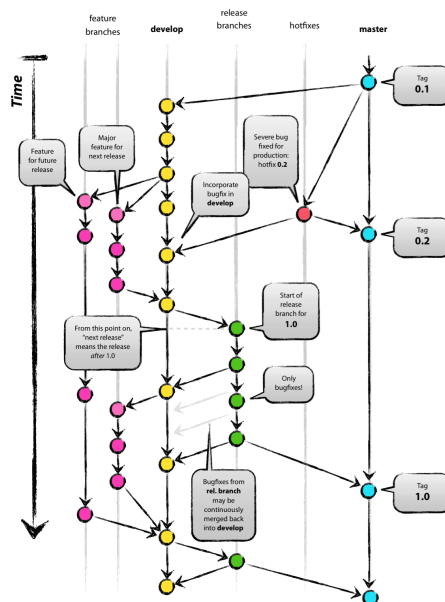 feature
branches
develop
release
branches
hotfixes
master
Time
Tag
0.1
Major
feature for
next release
Severe bug
fixed for
production:
hotfix 0.2
Feature
for future
release
Incorporate
bugfix in
develop
Tag
0.2
Start of
release
branch for
1.0
From this point on,
“next release”
means the release
after 1.0
Only
bugfixes!
Bugfixes from
rel. branch
may be
continuously
merged back
into develop
Tag
1.0